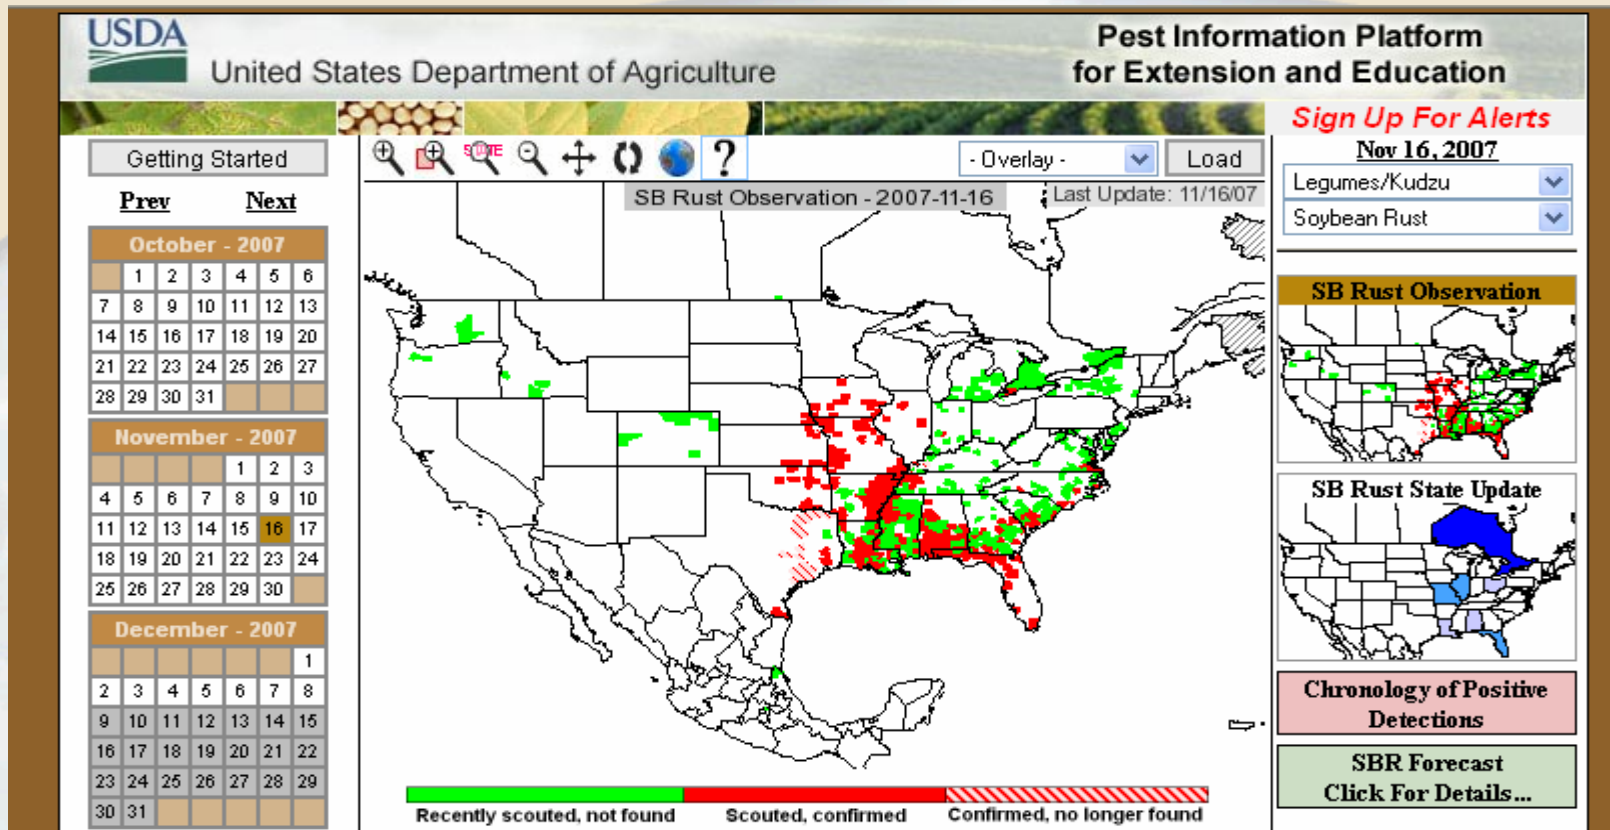 USDA
United States Department of Agriculture
Pest Information Platform
for Extension and Education
Sign Up For Alerts
Getting Started
Prev Next
October - 2007
1 2 3 4 5 6
7 8 9 10 11 12 13
14 15 16 17 18 19 20
21 22 23 24 25 26 27
28 29 30 31
November - 2007
1 2 3
4 5 6 7 8 9 10
11 12 13 14 15 16 17
18 19 20 21 22 23 24
25 26 27 28 29 30
December - 2007
1
2 3 4 5 6 7 8
9 10 11 12 13 14 15
16 17 18 19 20 21 22
23 24 25 26 27 28 29
30 31
STATE
?
- Overlay -
Load
SB Rust Observation - 2007-11-16
Last Update: 11/16/07
Recently scouted, not found
Scouted, confirmed
Confirmed, no longer found
Nov 16, 2007
Legumes/Kudzu
Soybean Rust
SB Rust Observation
SB Rust State Update
Chronology of Positive
Detections
SBR Forecast
Click For Details...